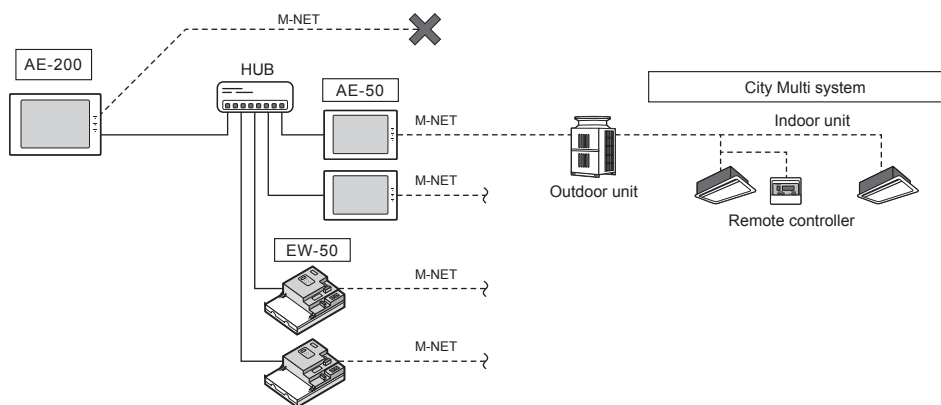 M-NET
AE-200
HUB
AE-50
City Multi system
M-NET
Indoor unit
M-NET
Outdoor unit
Remote controller
EW-50
M-NET
M-NET